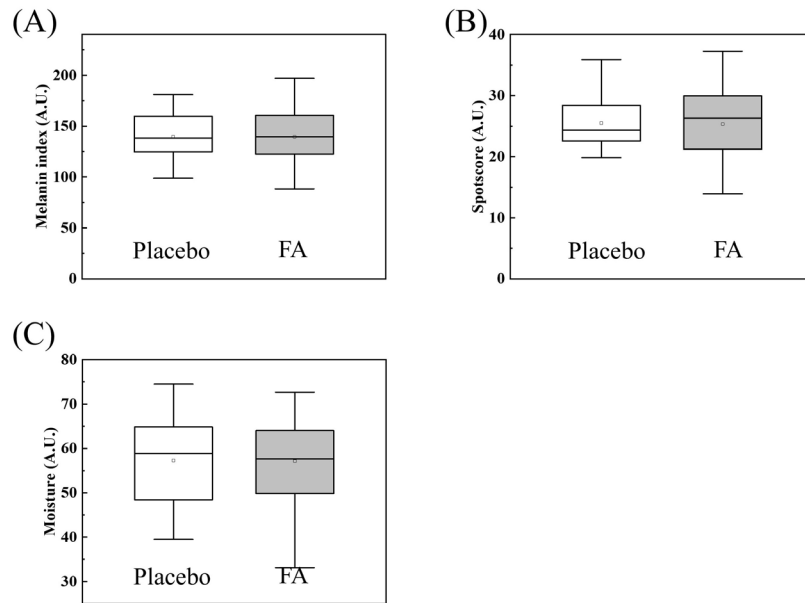 (A)
Melanin index (A.U.)
200
150
100
50
0
Placebo
FA
(B)
Spotscore (A.U.)
40
30
20
10
0
Placebo
FA
(C)
Moisture (A.U.)
80
70
60
50
40
30
Placebo
FA